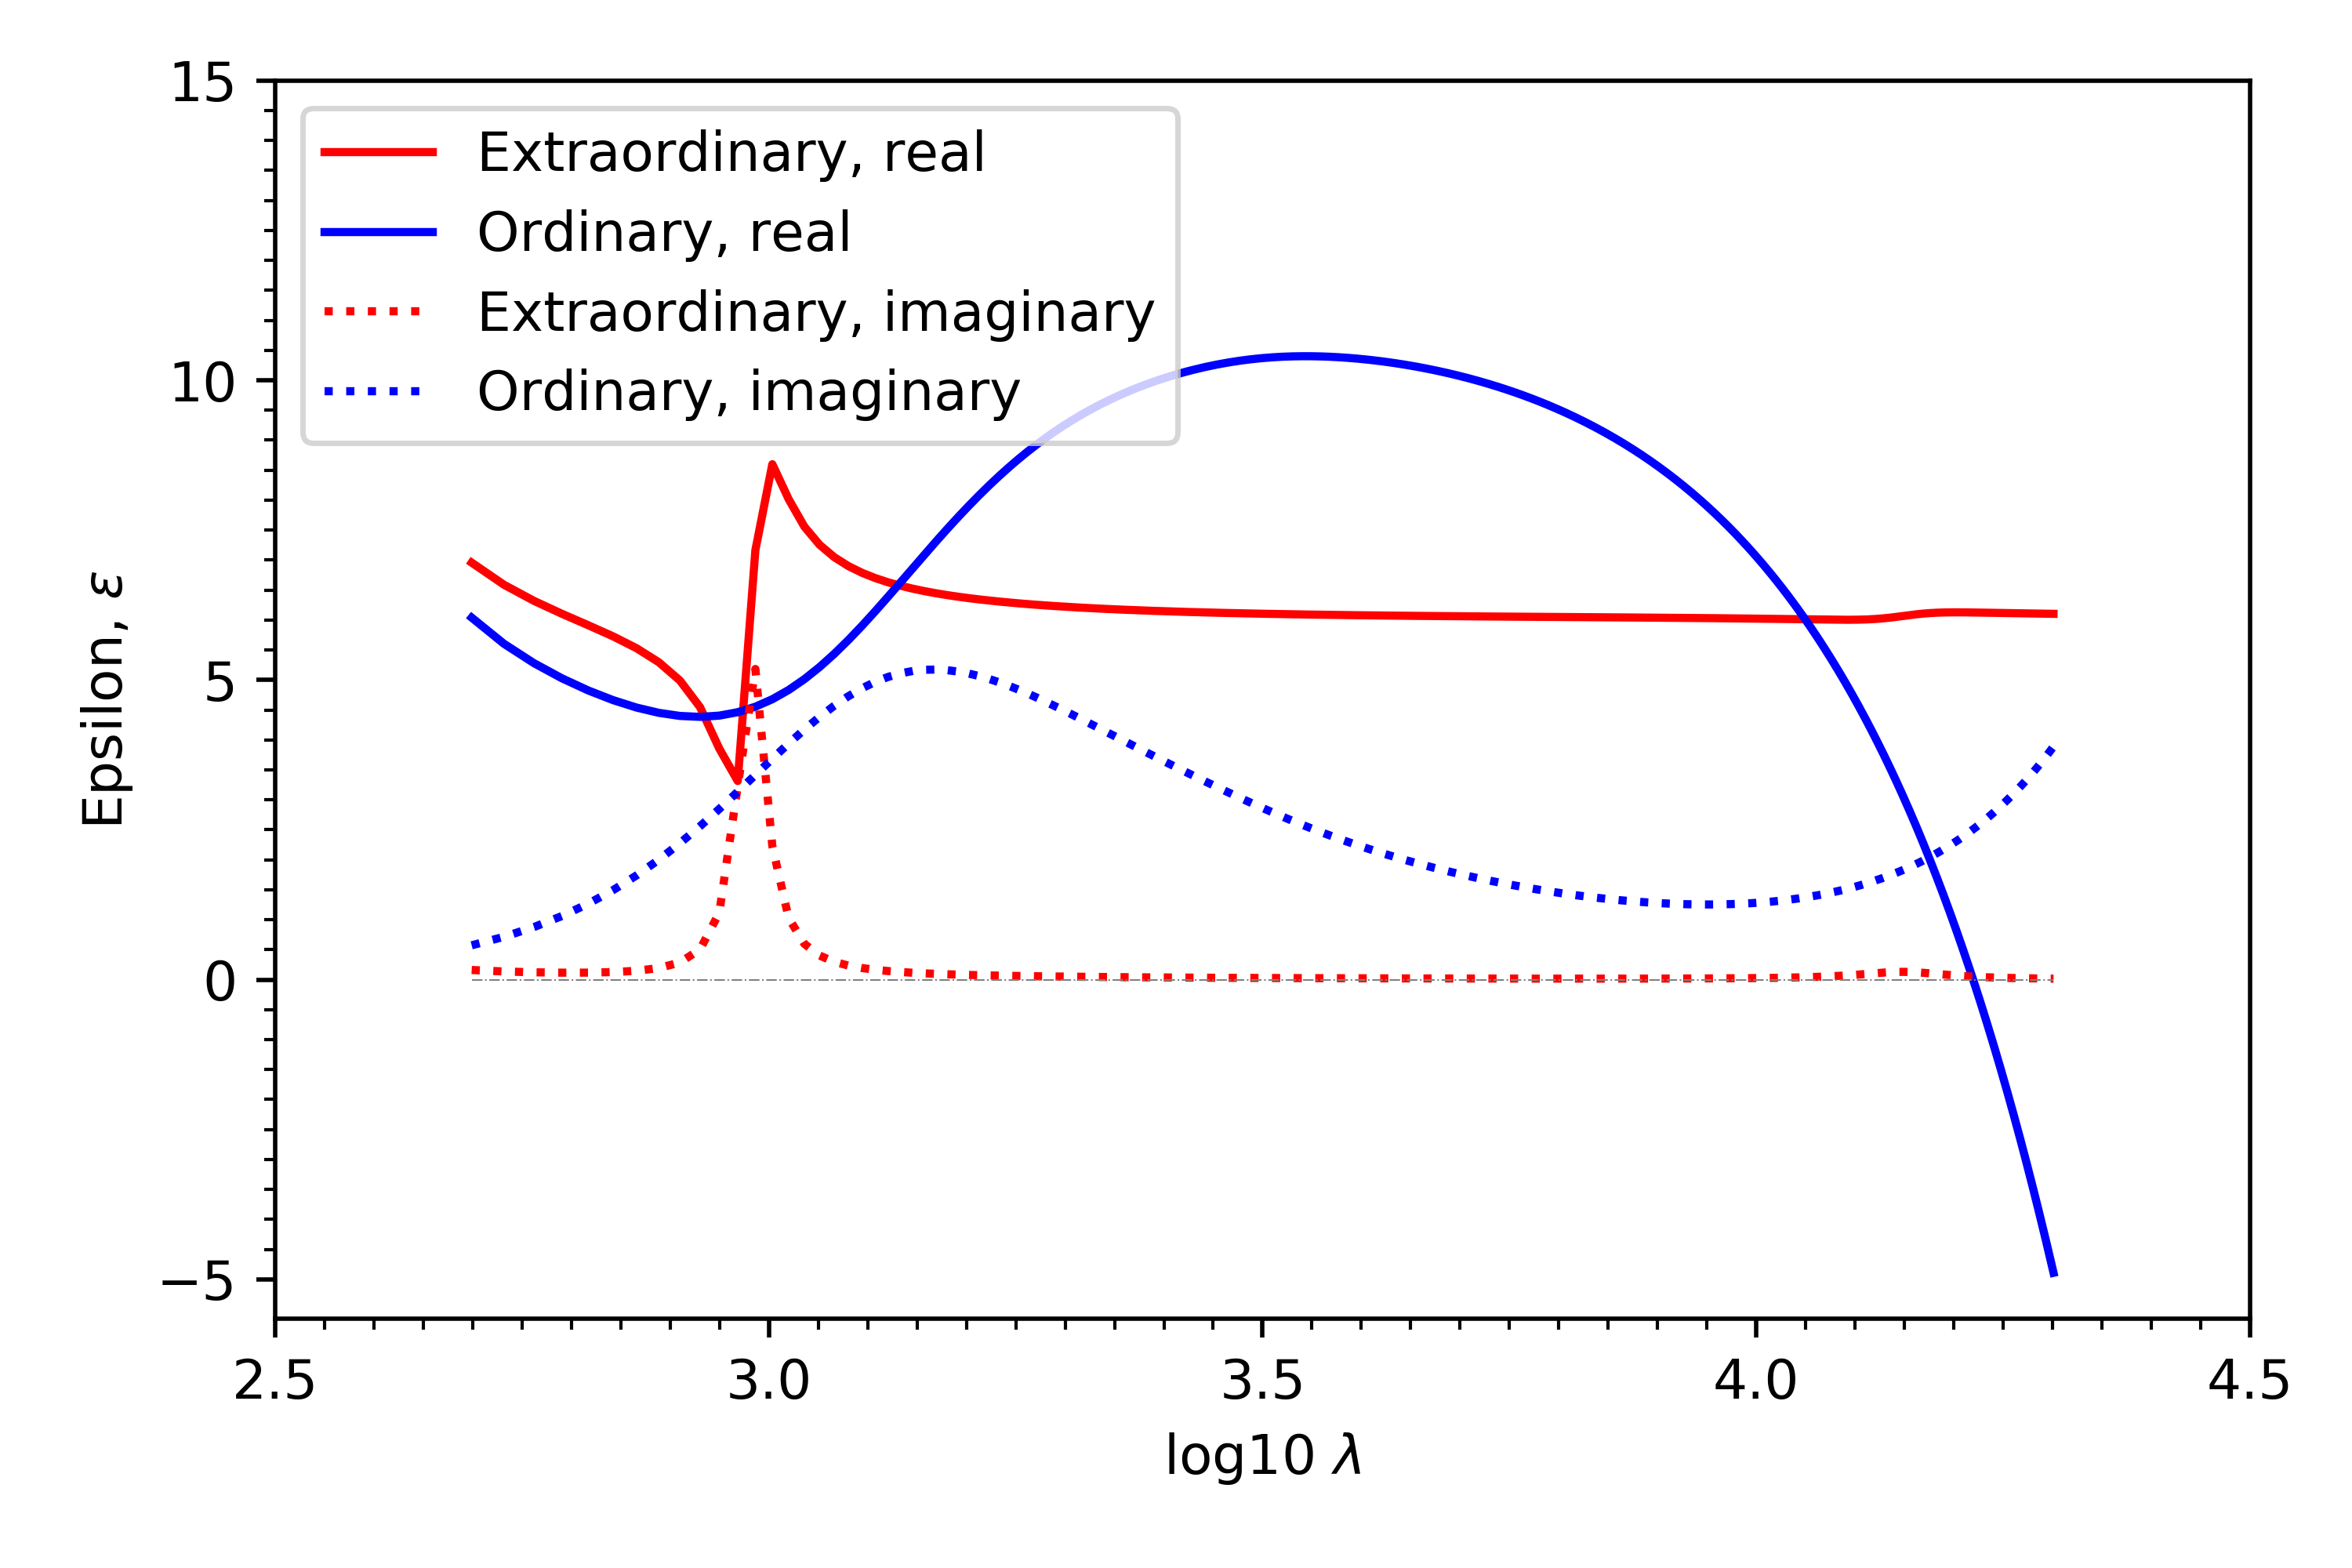 15
10
5
0
−5
Epsilon, ε
Extraordinary, real
Ordinary, real
Extraordinary, imaginary
Ordinary, imaginary
2.5 3.0 3.5 4.0 4.5
log10 λ